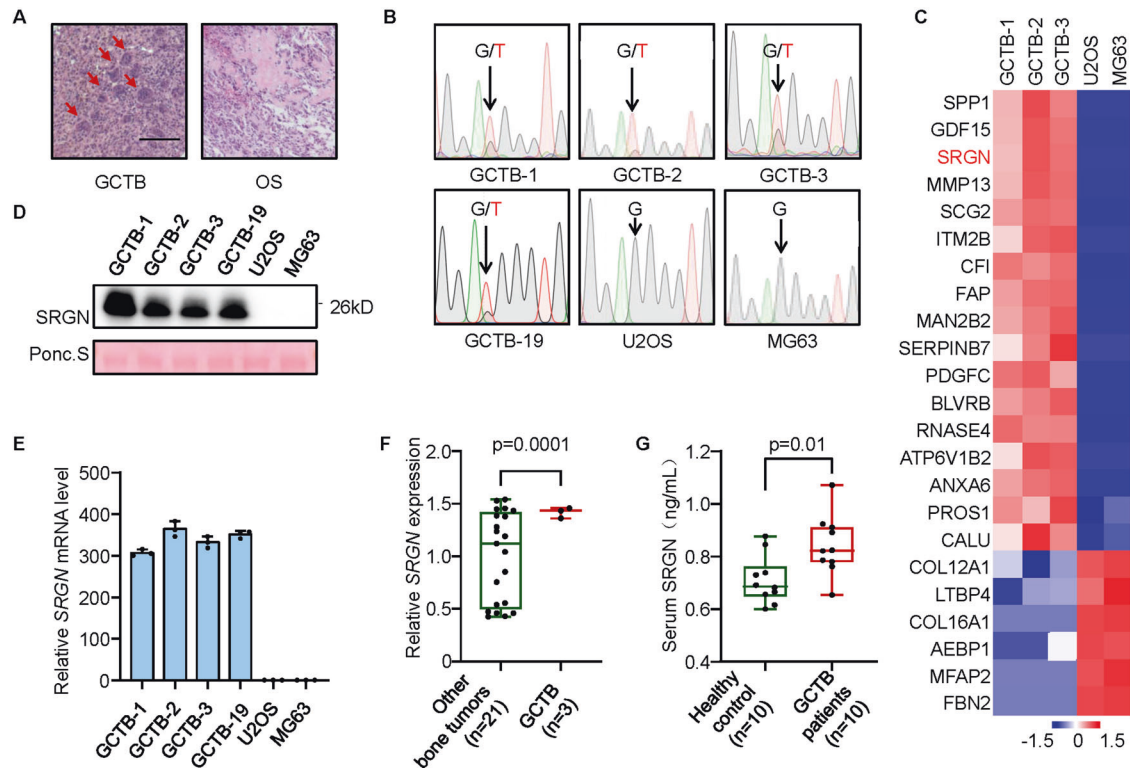 A
GCTB
OS
B
G/T
G/T
G/T
GCTB-1
GCTB-2
GCTB-3
G/T
G
G
GCTB-19
U2OS
MG63
C
GCTB-1
GCTB-2
GCTB-3
U2OS
MG63
SPP1
GDF15
SRGN
MMP13
SCG2
ITM2B
CFI
FAP
MAN2B2
SERPINB7
PDGFC
BLVRB
RNASE4
ATP6V1B2
ANXA6
PROS1
CALU
COL12A1
LTBP4
COL16A1
AEBP1
MFAP2
FBN2
-1.5 0 1.5
D
GCTB-1
GCTB-2
GCTB-3
GCTB-19
U2OS
MG63
SRGN
26kD
Ponc.S
E
Relative SRGN mRNA level
500
400
300
200
100
0
GCTB-1
GCTB-2
GCTB-3
GCTB-19
U2OS
MG63
F
p=0.0001
Relative SRGN expression
2.0
1.5
1.0
0.5
0
Other
bone tumors
(n=21)
GCTB
(n=3)
G
p=0.01
Serum SRGN（ng/mL）
1.2
1.0
0.8
0.6
0.4
Healthy
control
(n=10)
GCTB
patients
(n=10)